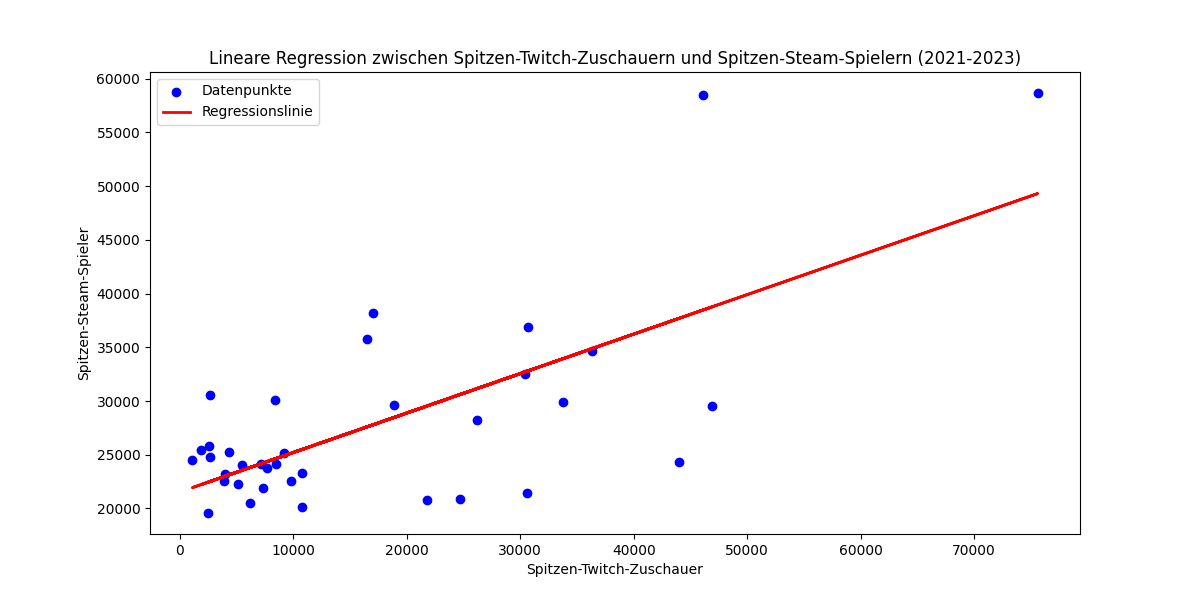 Lineare Regression zwischen Spitzen-Twitch-Zuschauern und Spitzen-Steam-Spielern (2021-2023)
Datenpunkte
Regressionslinie
60000
55000
50000
45000
40000
35000
30000
25000
20000
Spitzen-Steam-Spieler
0 10000 20000 30000 40000 50000 60000 70000
Spitzen-Twitch-Zuschauer